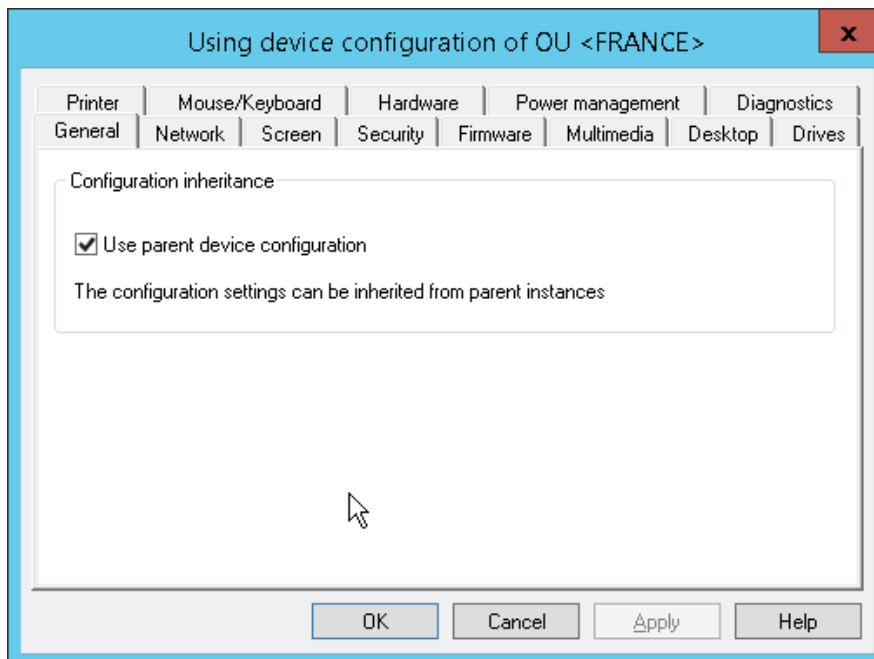 Using device configuration of OU <FRANCE>
x
Printer Mouse/Keyboard Hardware Power management Diagnostics
General Network Screen Security Firmware Multimedia Desktop Drives
Configuration inheritance
Use parent device configuration
The configuration settings can be inherited from parent instances
OK Cancel Apply Help